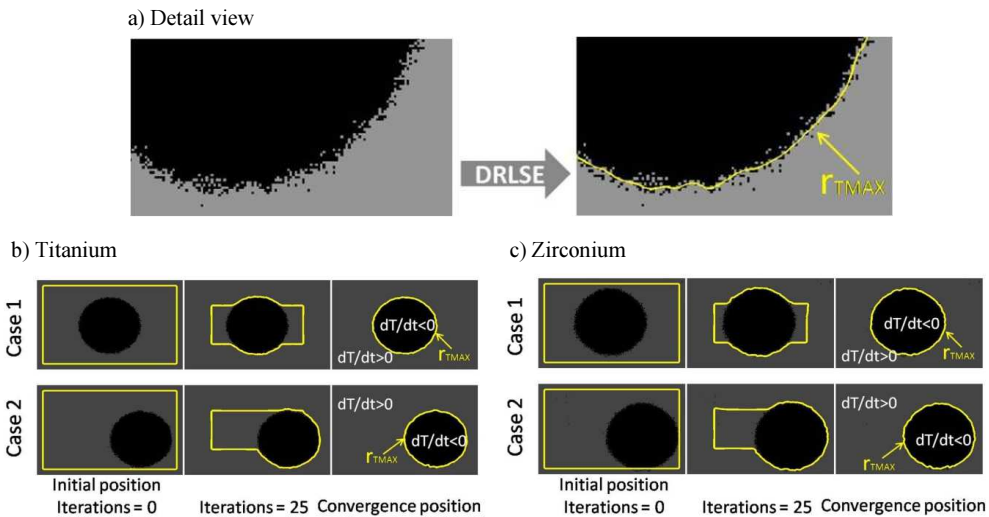 a) Detail view
DRLSE
rTMAX
b) Titanium
Case 1
dT/dt<0
dT/dt>0
rTMAX
Case 2
dT/dt>0
dT/dt<0
rTMAX
Initial position
Iterations = 0
Iterations = 25
Convergence position
c) Zirconium
Case 1
dT/dt<0
dT/dt>0
rTMAX
Case 2
dT/dt>0
dT/dt<0
rTMAX
Initial position
Iterations = 0
Iterations = 25
Convergence position